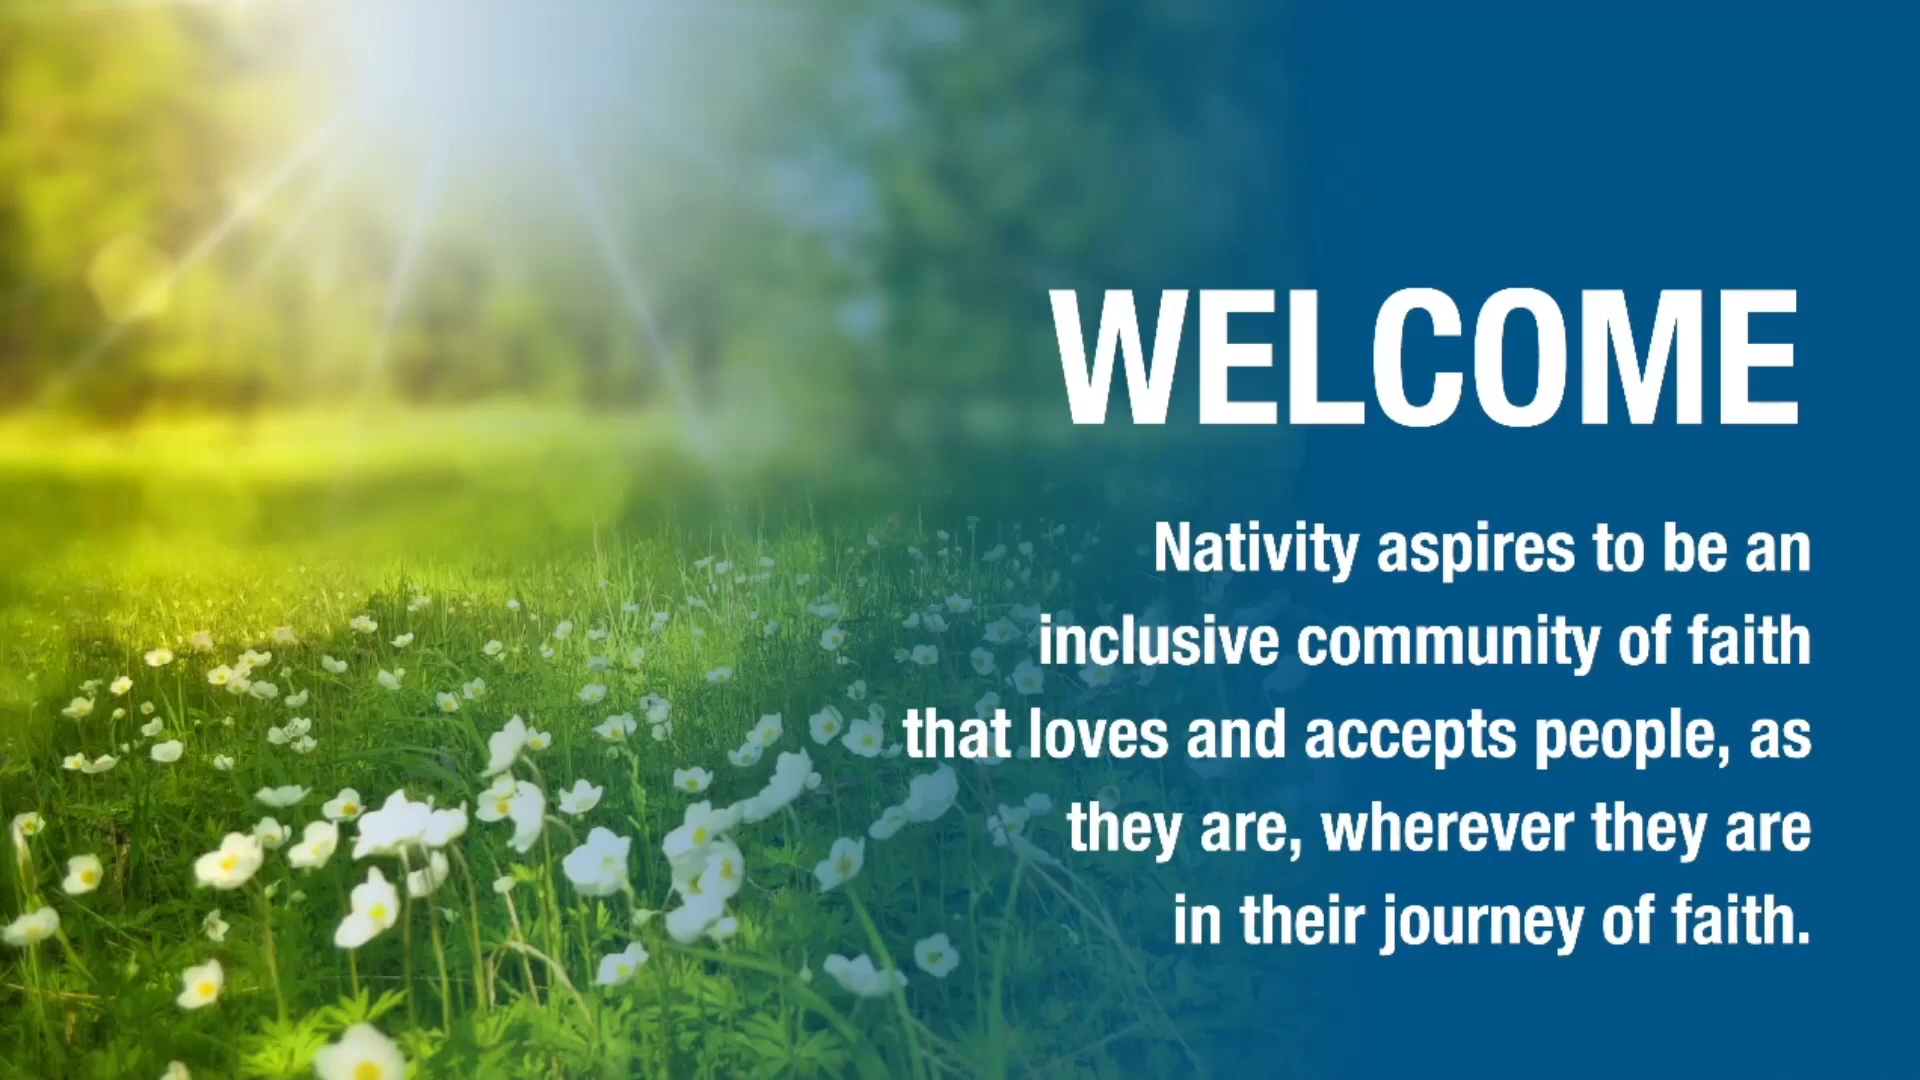 WELCOME
Nativity aspires to be an
inclusive community of faith
that loves and accepts people, as
they are, wherever they are
in their journey of faith.